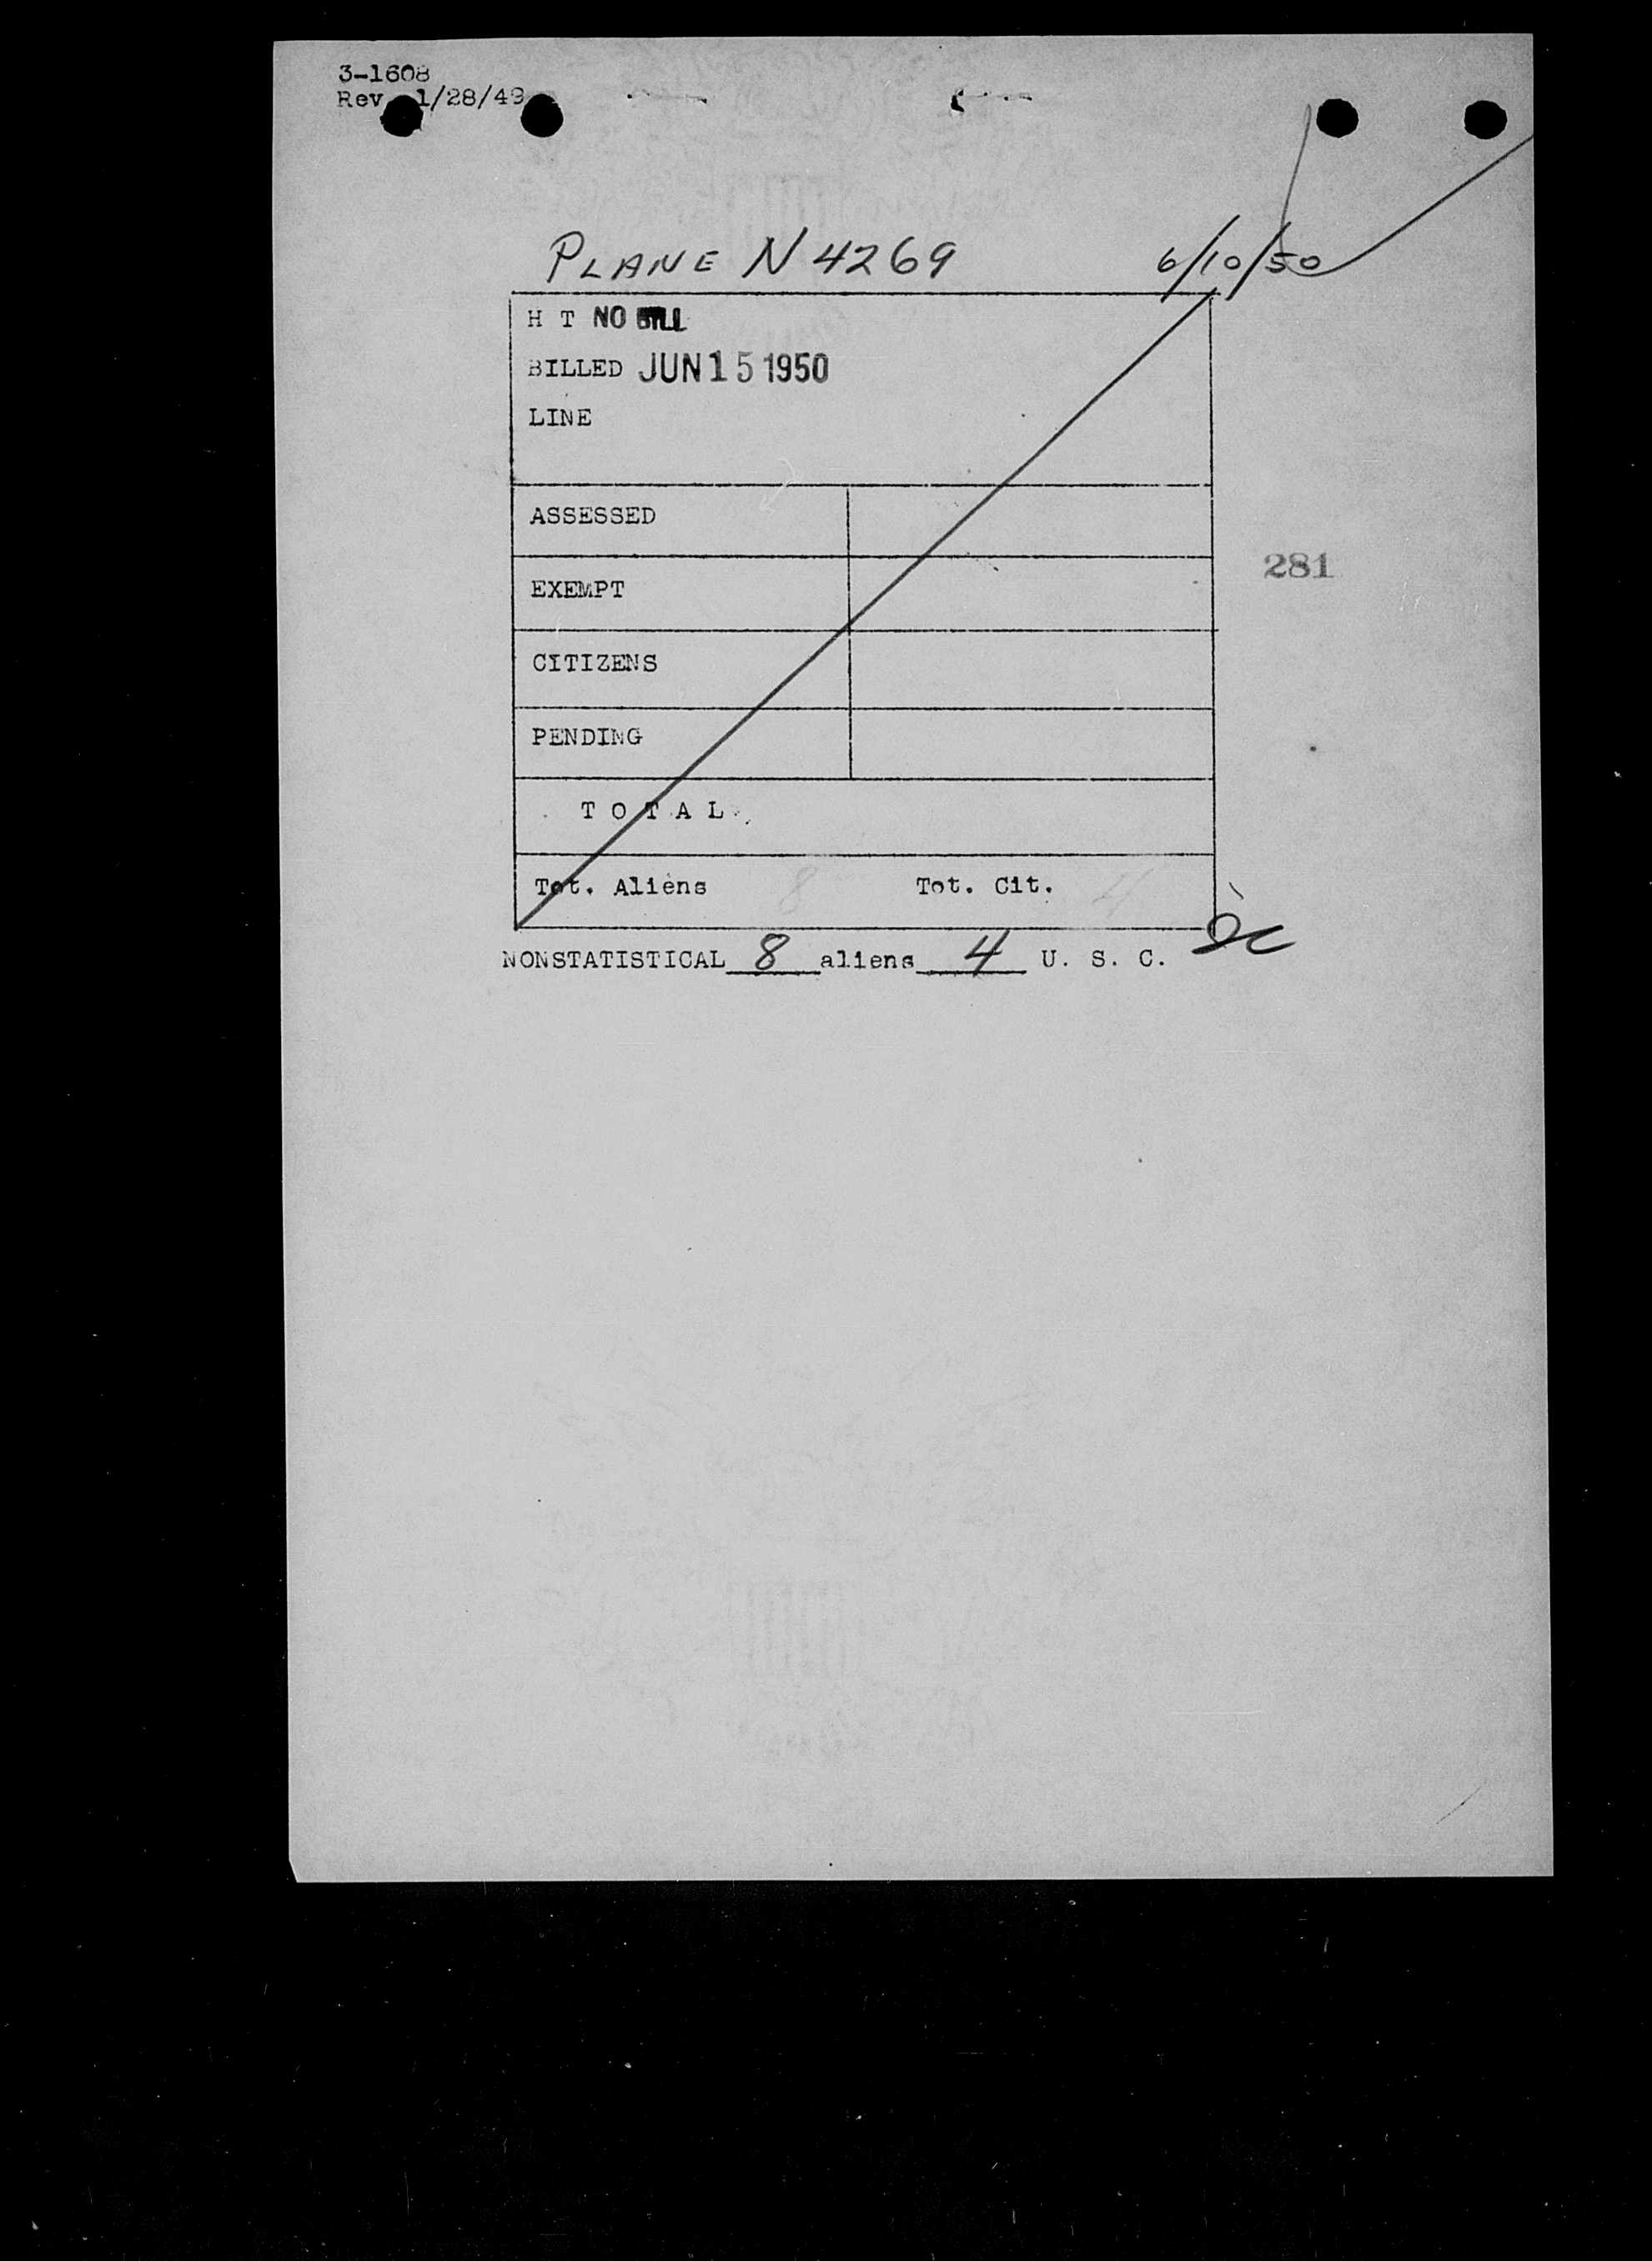 3-1608
Rev. 1/28/49
PLANE N4269 6/10/50
H T NO BILL
BILLED JUN 15 1950
LINE
ASSESSED
281
EXEMPT
CITIZENS
PENDING
T O T A L
Tot. Aliens 8 Tot. Cit. 4
NONSTATISTICAL 8 aliens 4 U. S. C.